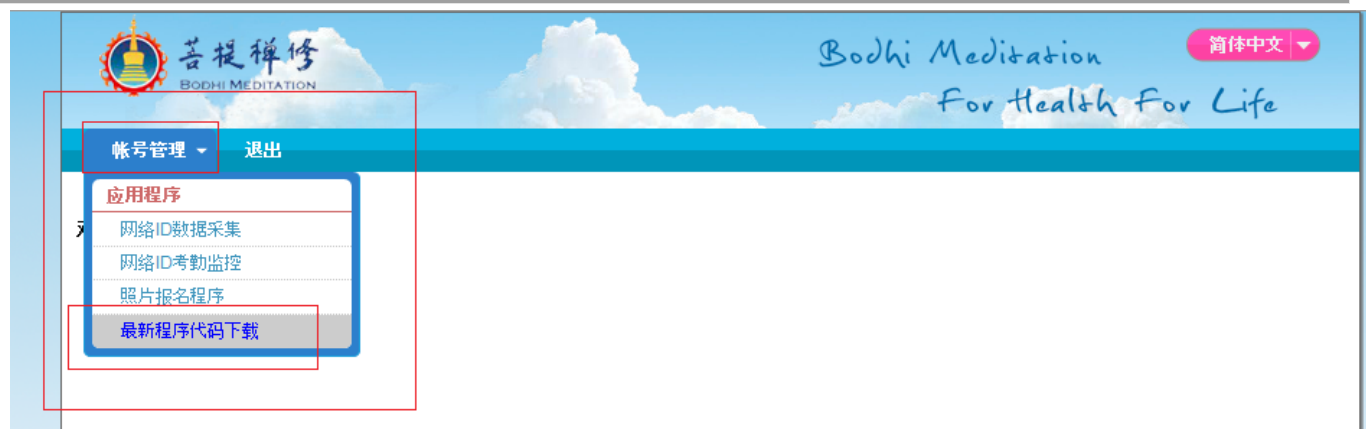 菩提禅修
BODHI MEDITATION
Bodhi Meditation
For Health For Life
简体中文
帐号管理
退出
应用程序
网络ID数据采集
网络ID考勤监控
照片报名程序
最新程序代码下载